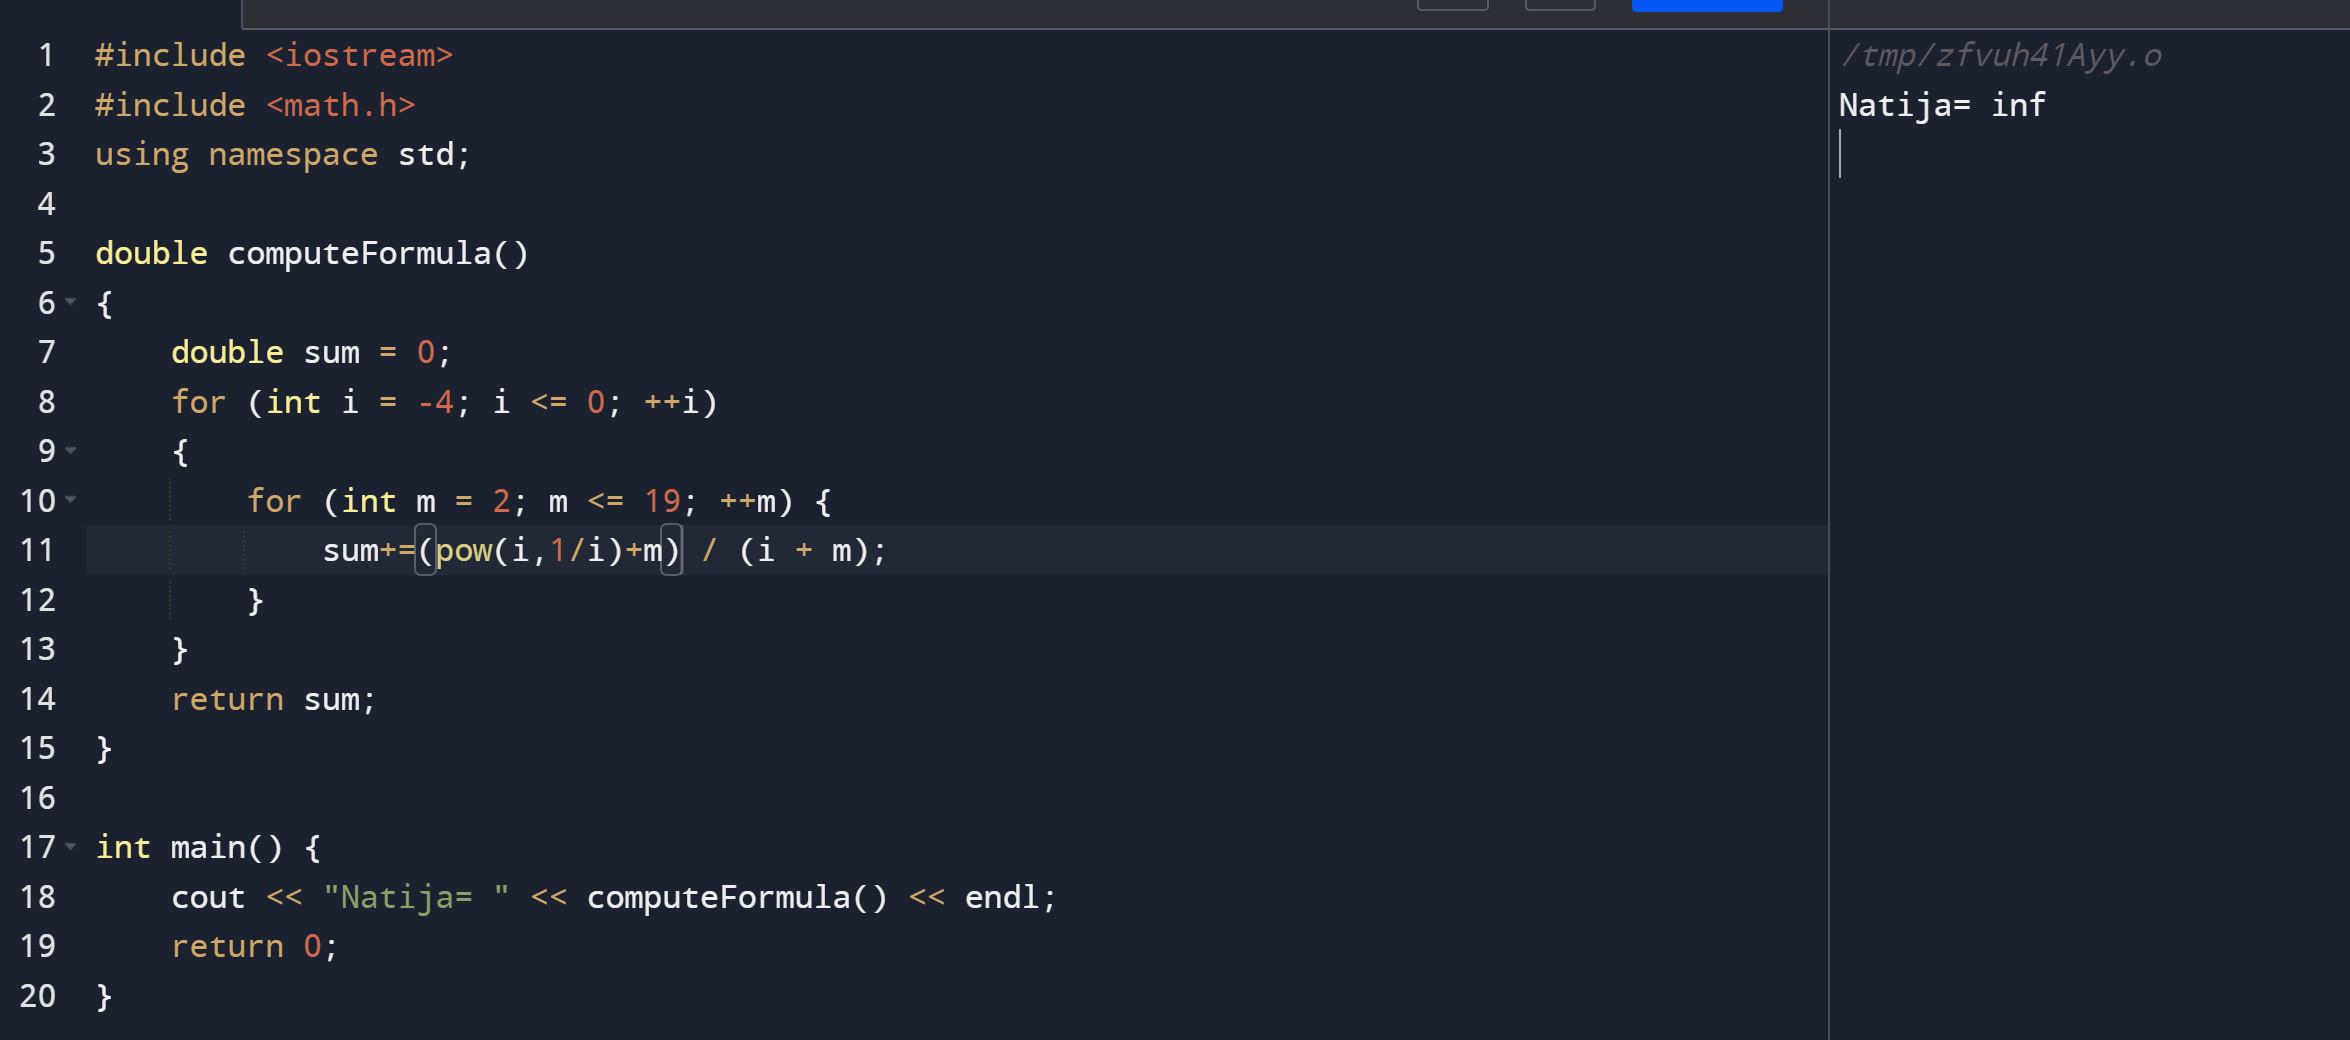 1 #include <iostream>
2 #include <math.h>
3 using namespace std;
4
5 double computeFormula()
6 {
7     double sum = 0;
8     for (int i = -4; i <= 0; ++i)
9     {
10         for (int m = 2; m <= 19; ++m) {
11             sum+=(pow(i,1/i)+m) / (i + m);
12         }
13     }
14     return sum;
15 }
16
17 int main() {
18     cout << "Natija= " << computeFormula() << endl;
19     return 0;
20 }
/tmp/zfvuh41Ayy.o
Natija= inf